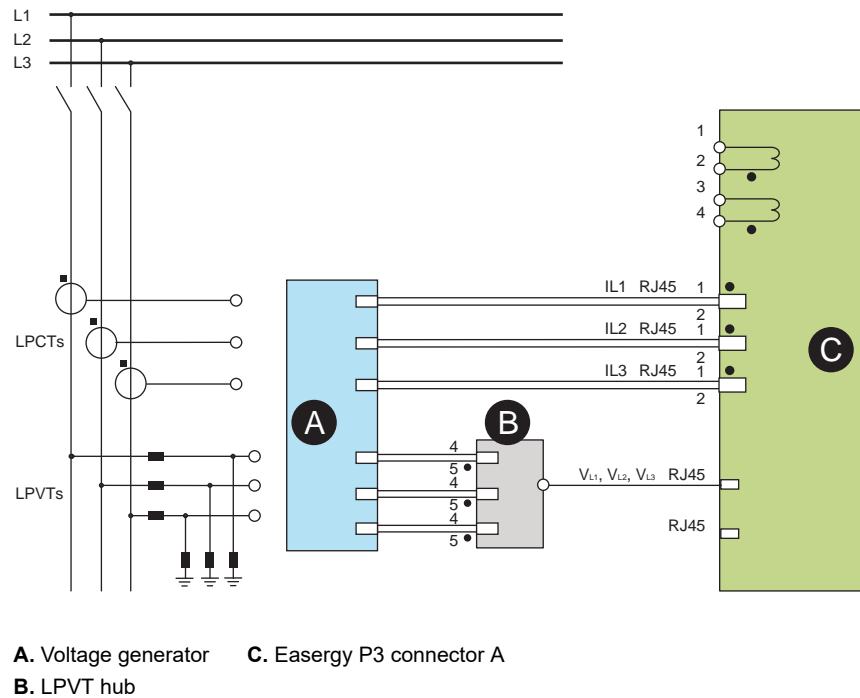 L1
L2
L3
1
2
3
4
IL1 RJ45 1
2
IL2 RJ45 1
2
IL3 RJ45 1
2
LPCTs
A
B
C
4
5
4
5
4
5
VL1, VL2, VL3 RJ45
LPVTs
RJ45
A. Voltage generator C. Easergy P3 connector A
B. LPVT hub